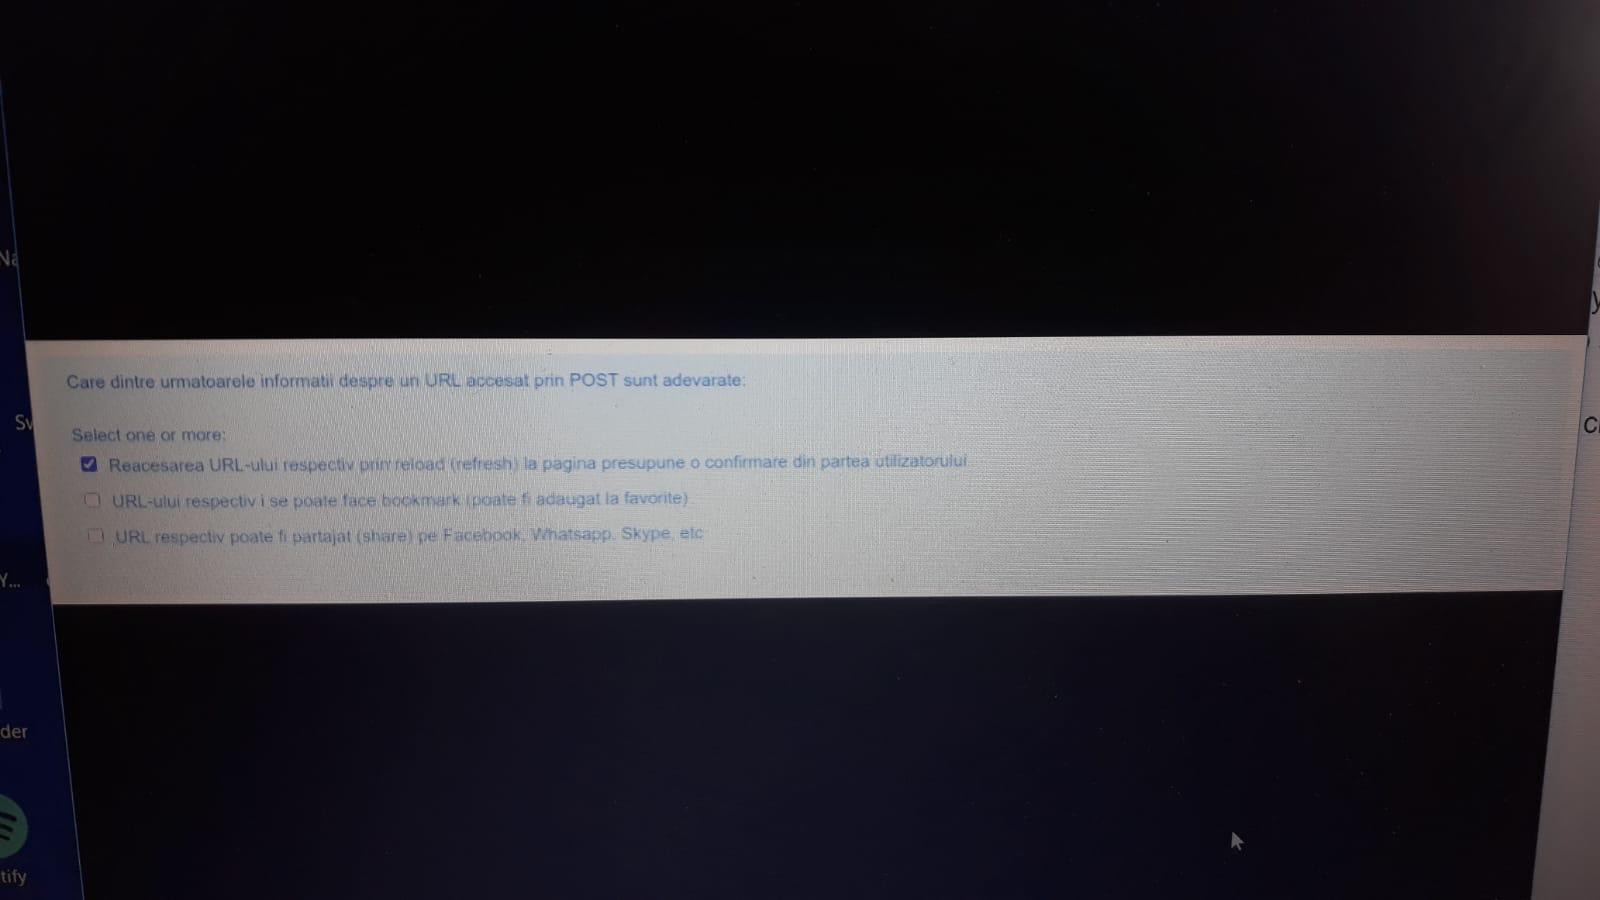 Na
Care dintre urmatoarele informatii despre un URL accesat prin POST sunt adevarate:
Sv
Select one or more:
Reacesarea URL-ului respectiv prin reload (refresh) la pagina presupune o confirmare din partea utilizatorului
URL-ului respectiv i se poate face bookmark (poate fi adaugat la favorite)
URL respectiv poate fi partajat (share) pe Facebook, Whatsapp, Skype, etc
Y...
der
tify